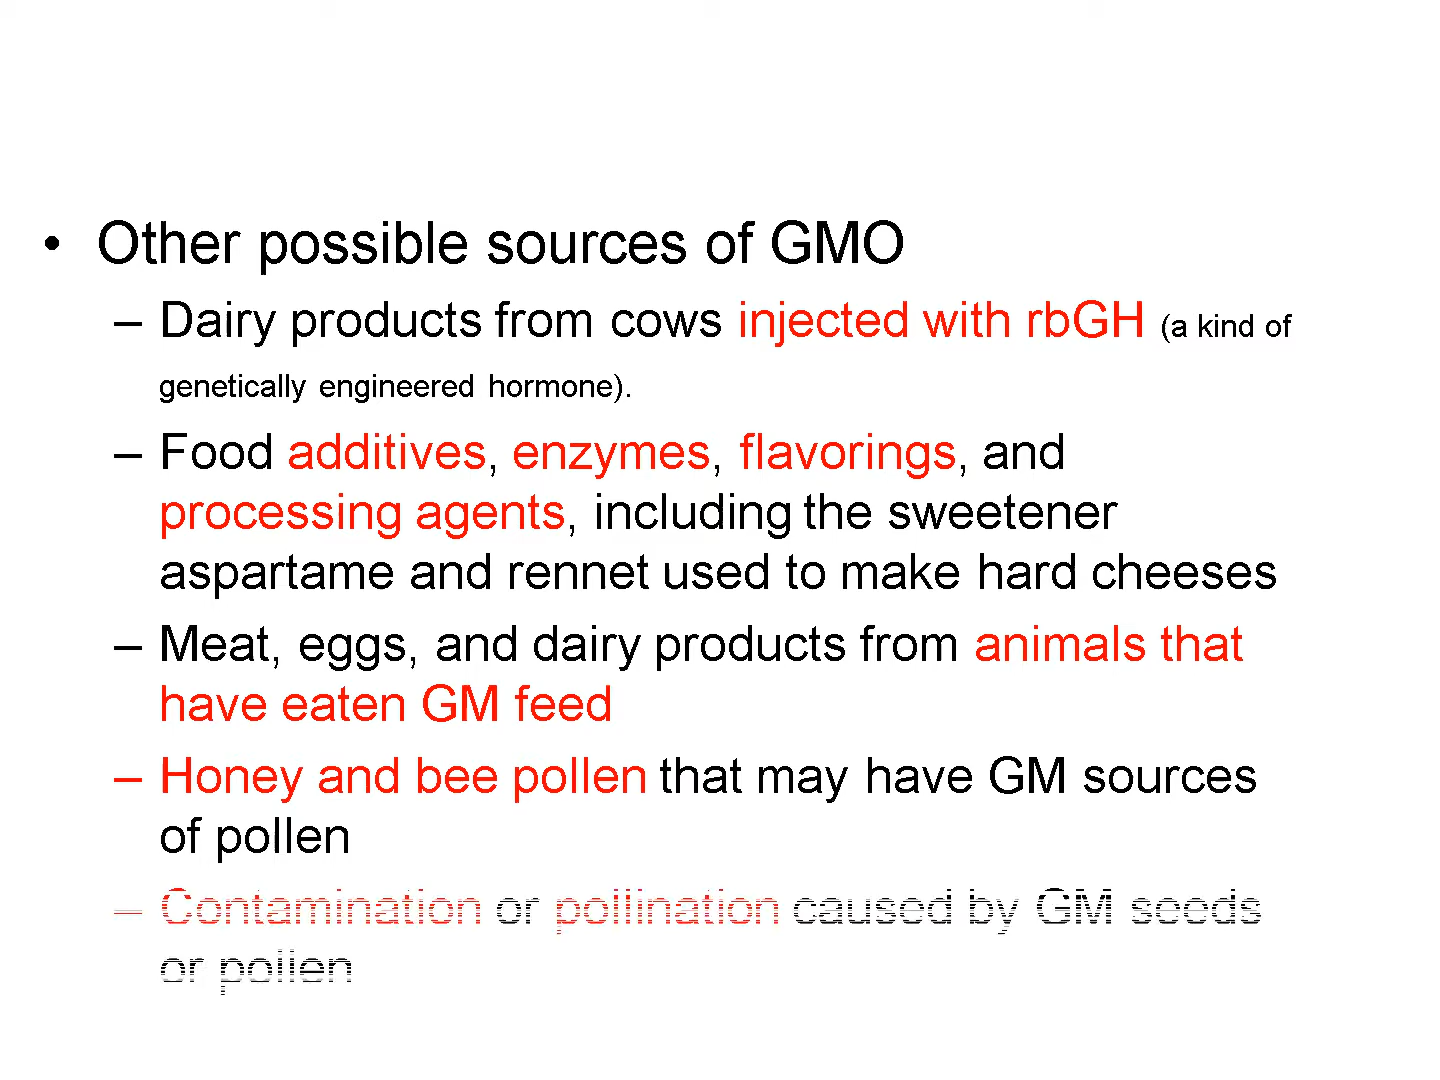 • Other possible sources of GMO
– Dairy products from cows injected with rbGH (a kind of
genetically engineered hormone).
– Food additives, enzymes, flavorings, and
processing agents, including the sweetener
aspartame and rennet used to make hard cheeses
– Meat, eggs, and dairy products from animals that
have eaten GM feed
– Honey and bee pollen that may have GM sources
of pollen
– Contamination or pollination caused by GM seeds
or pollen